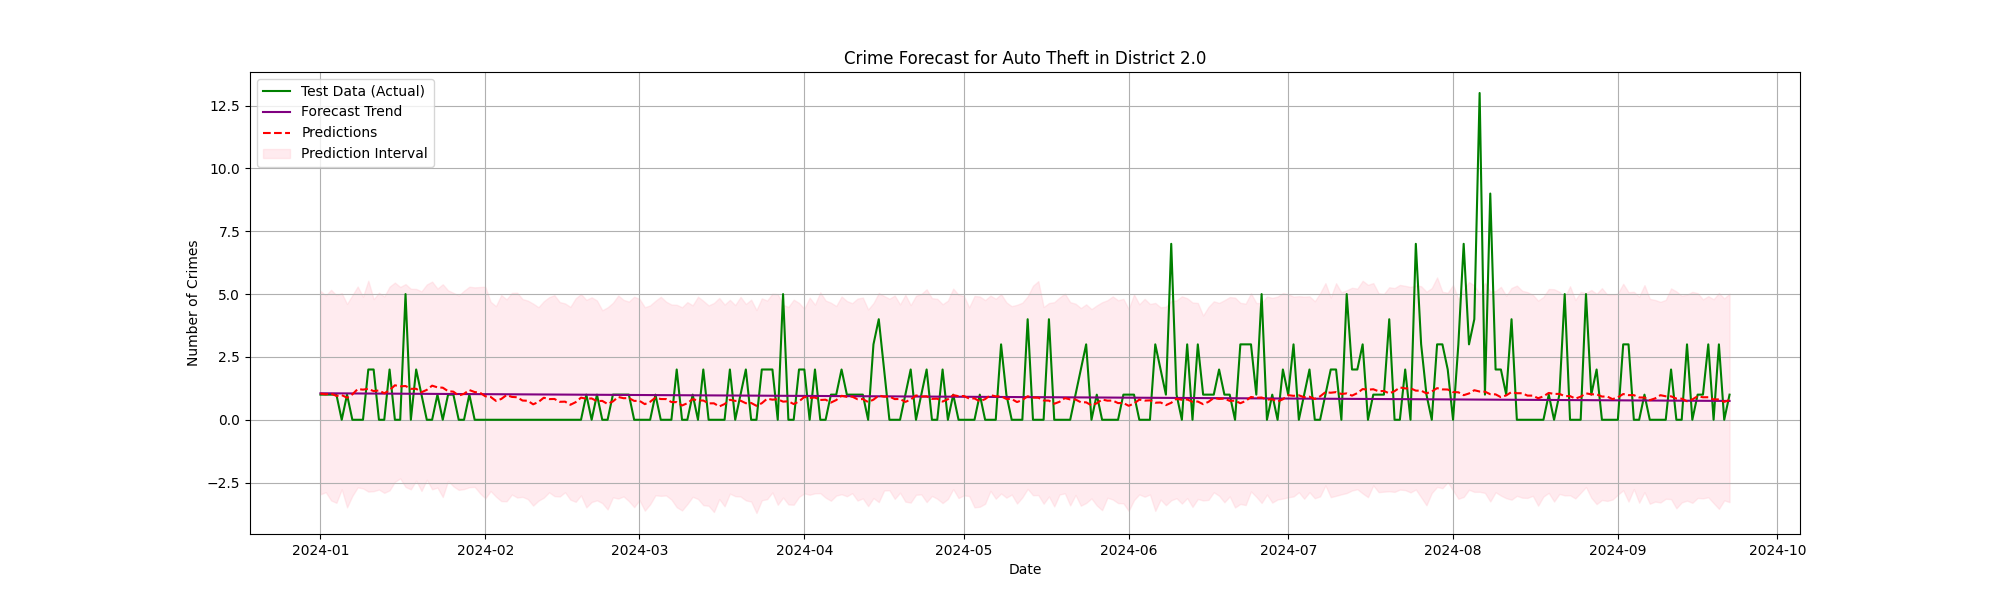 Crime Forecast for Auto Theft in District 2.0
Test Data (Actual)
Forecast Trend
Predictions
Prediction Interval
Number of Crimes
12.5
10.0
7.5
5.0
2.5
0.0
−2.5
2024-01 2024-02 2024-03 2024-04 2024-05 2024-06 2024-07 2024-08 2024-09 2024-10
Date